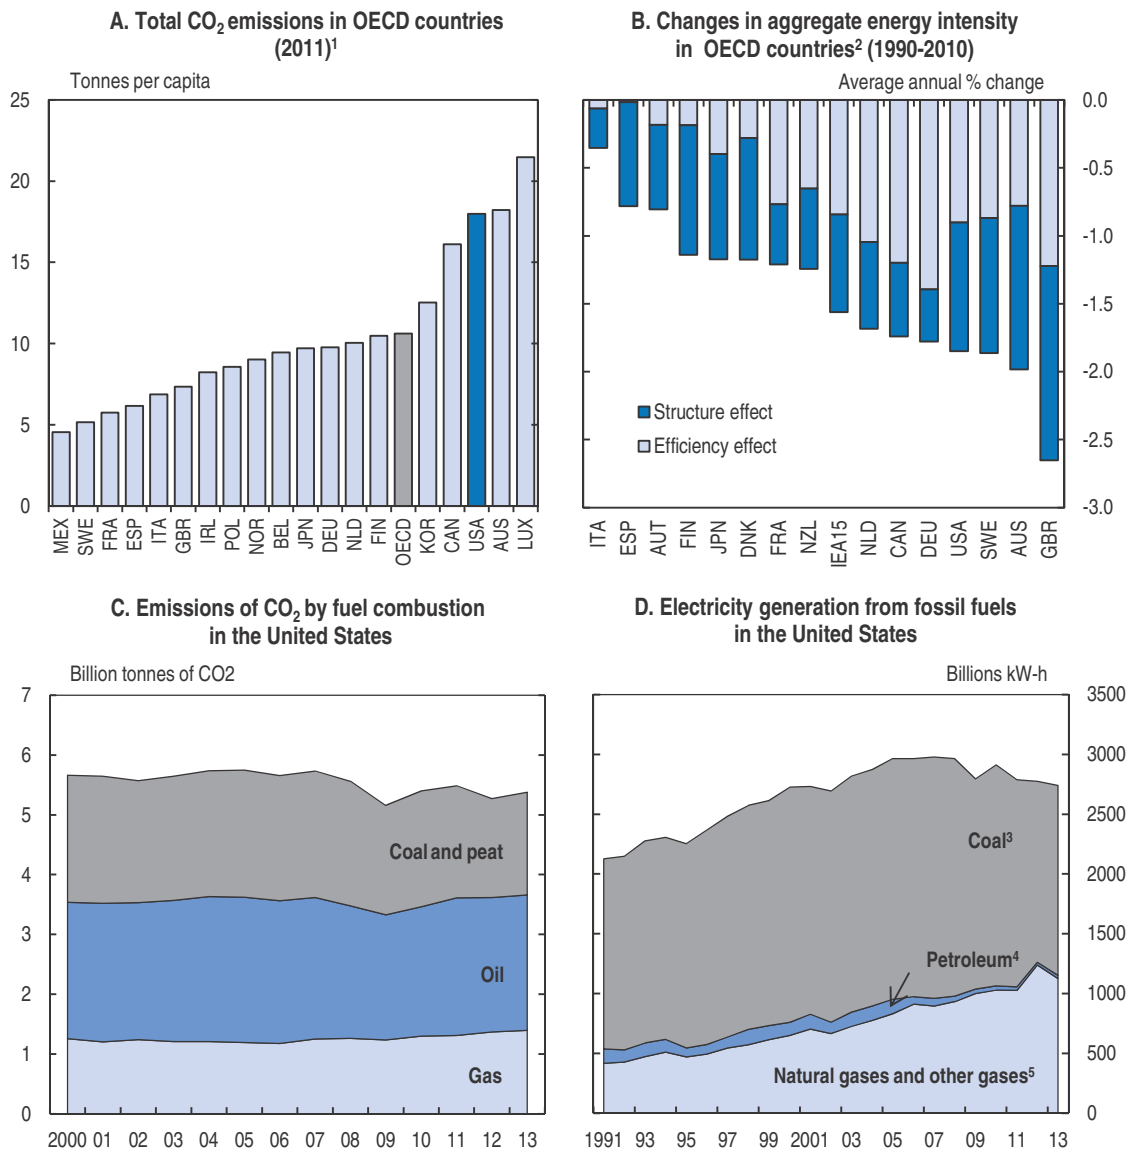 A. Total CO2 emissions in OECD countries
(2011)1
Tonnes per capita
25
20
15
10
5
0
MEX SWE FRA ESP ITA GBR IRL POL NOR BEL JPN DEU NLD FIN OECD KOR CAN USA AUS LUX
B. Changes in aggregate energy intensity
in OECD countries2 (1990-2010)
Average annual % change
0.0
-0.5
-1.0
-1.5
-2.0
-2.5
-3.0
Structure effect
Efficiency effect
ITA ESP AUT FIN JPN DNK FRA NZL IEA15 NLD CAN DEU USA SWE AUS GBR
C. Emissions of CO2 by fuel combustion
in the United States
Billion tonnes of CO2
7
6
5
4
3
2
1
0
Coal and peat
Oil
Gas
2000 01 02 03 04 05 06 07 08 09 10 11 12 13
D. Electricity generation from fossil fuels
in the United States
Billions kW-h
3500
3000
2500
2000
1500
1000
500
0
Coal3
Petroleum4
Natural gases and other gases5
1991 93 95 97 99 2001 03 05 07 09 11 13